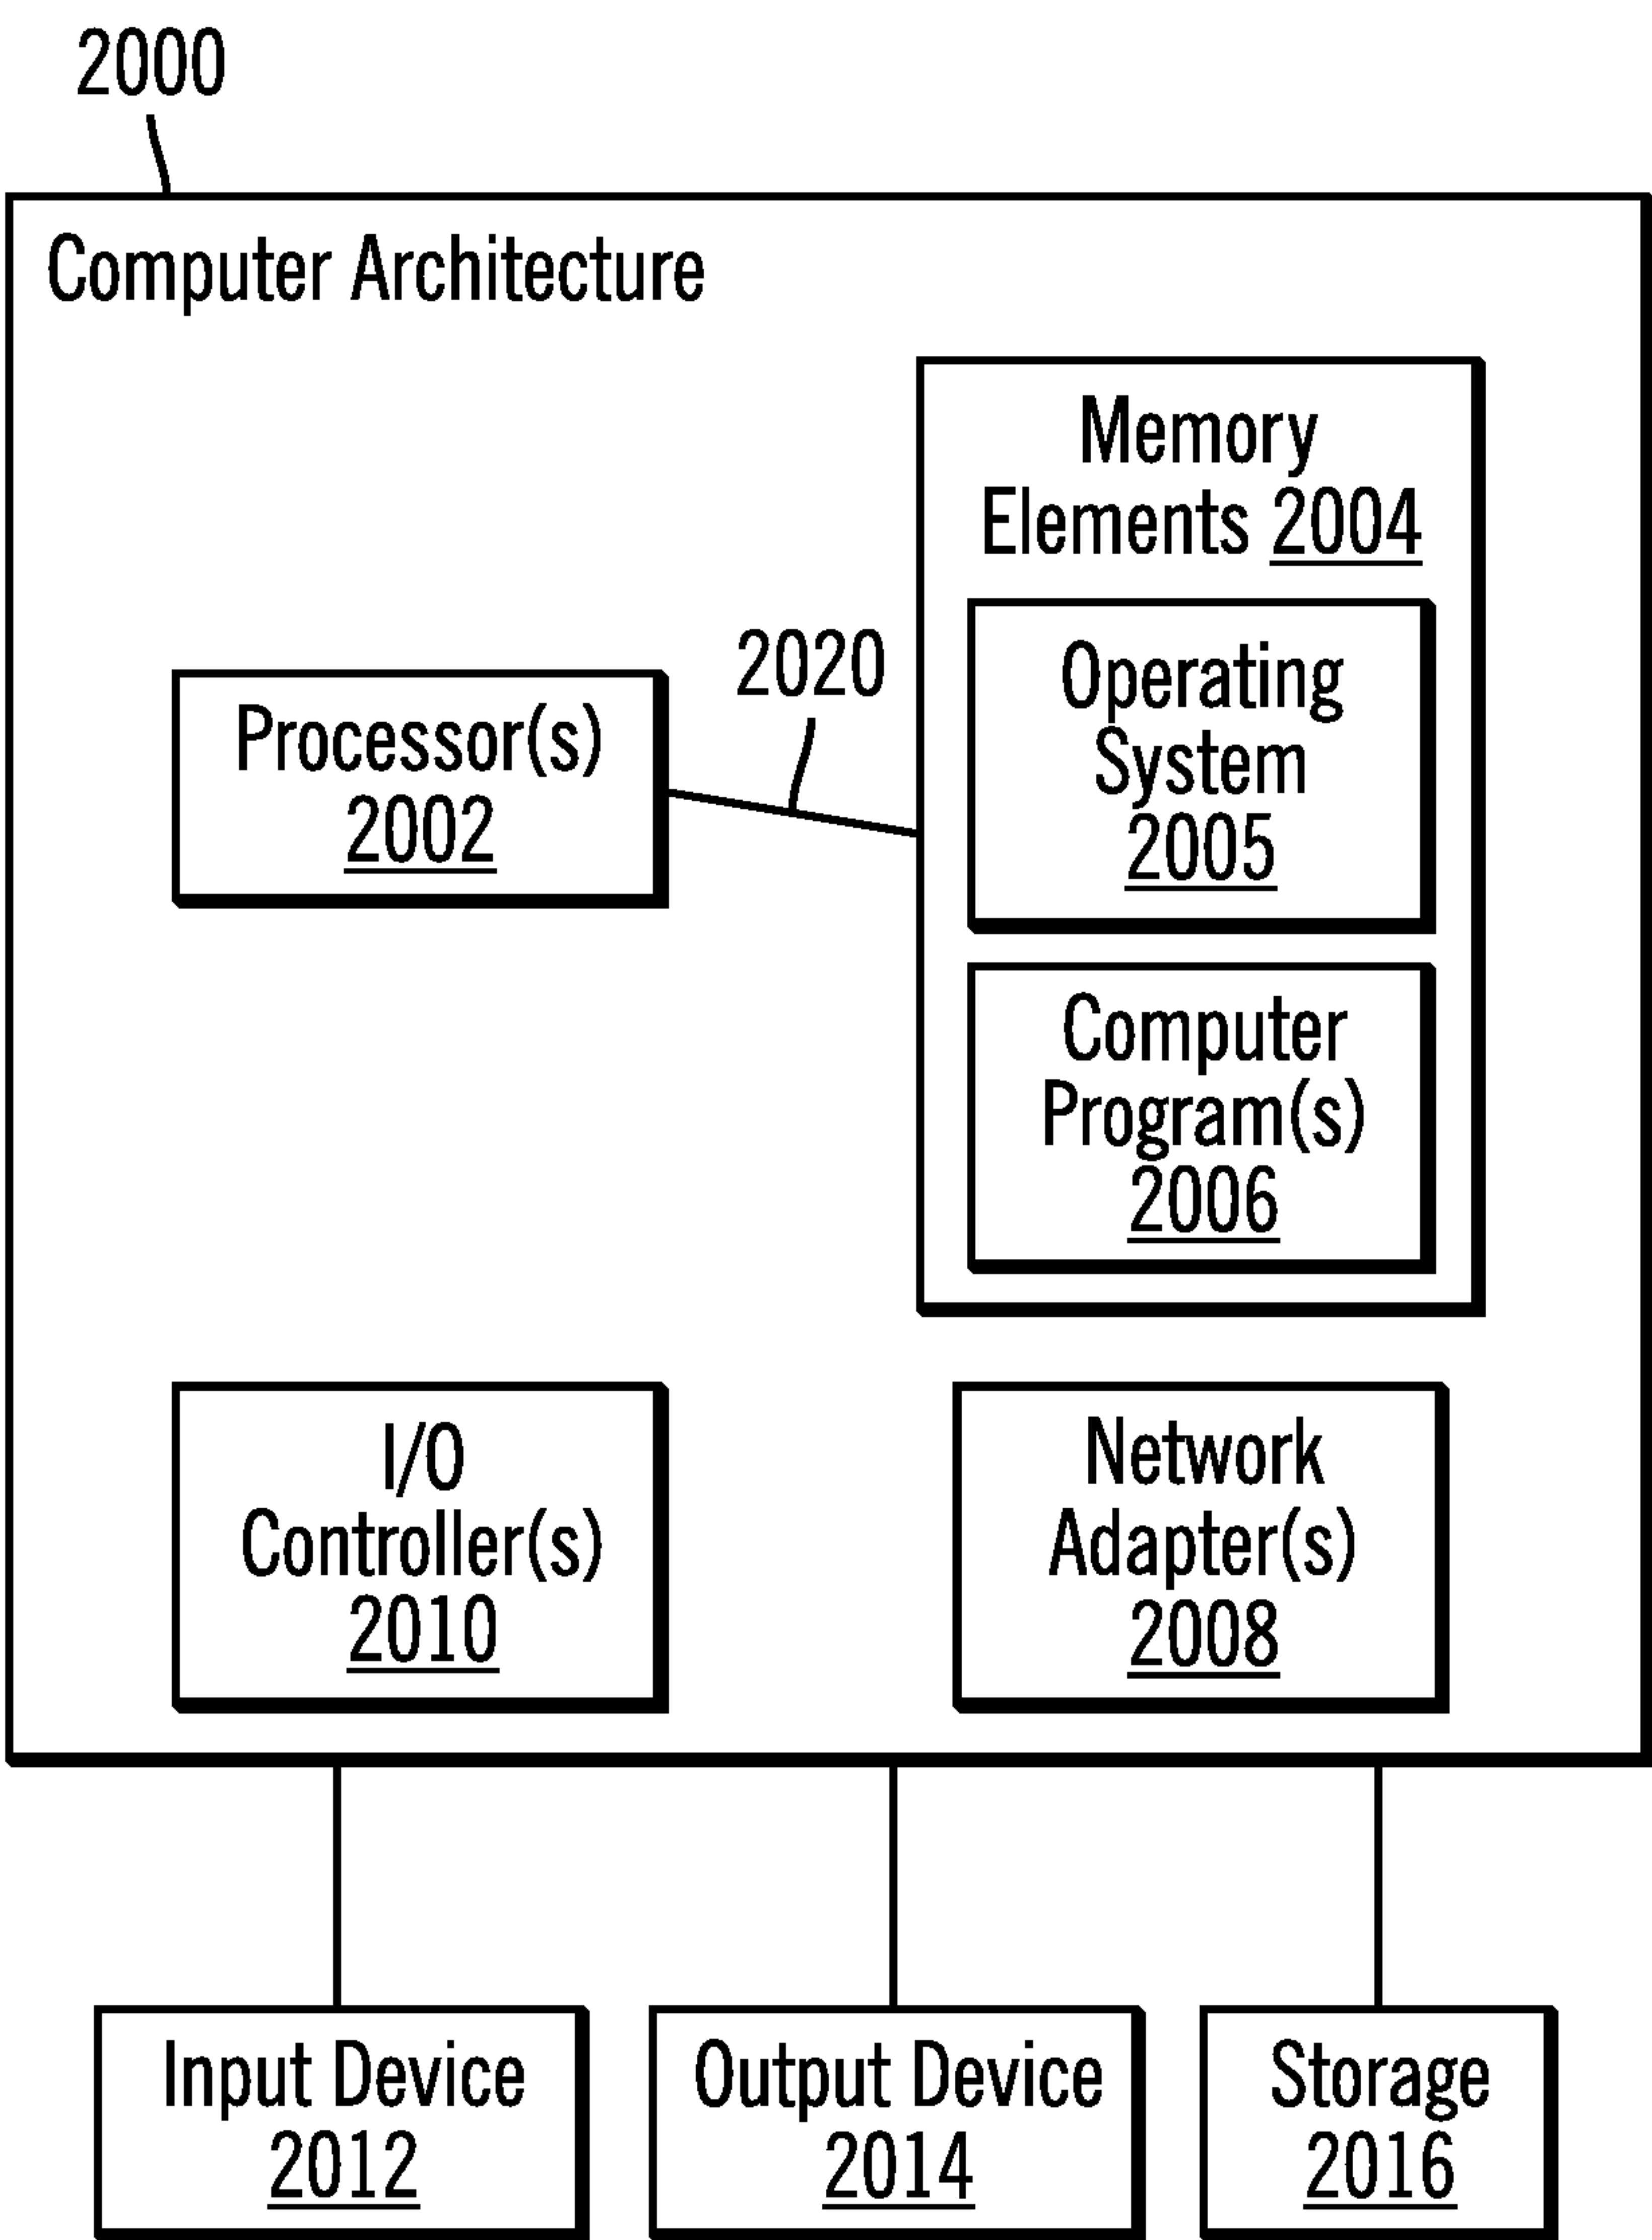 2000
Computer Architecture
Memory
Elements 2004
Operating
System
2005
2020
Processor(s)
2002
Computer
Program(s)
2006
I/O
Controller(s)
2010
Network
Adapter(s)
2008
Input Device
2012
Output Device
2014
Storage
2016